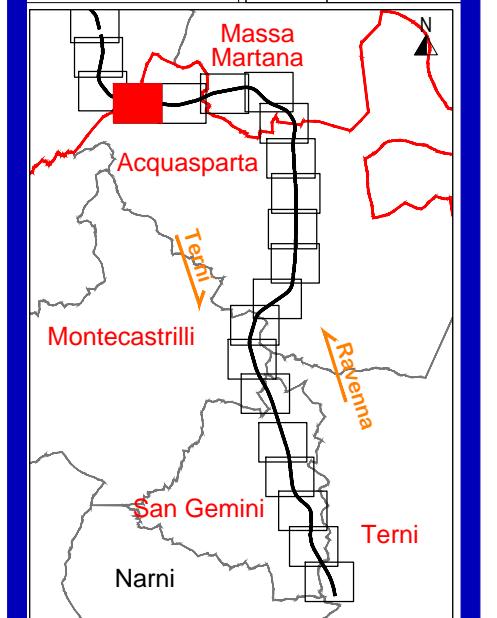 N
Massa
Martana
Acquasparta
Terni
Montecastrilli
Ravenna
San Gemini
Terni
Narni